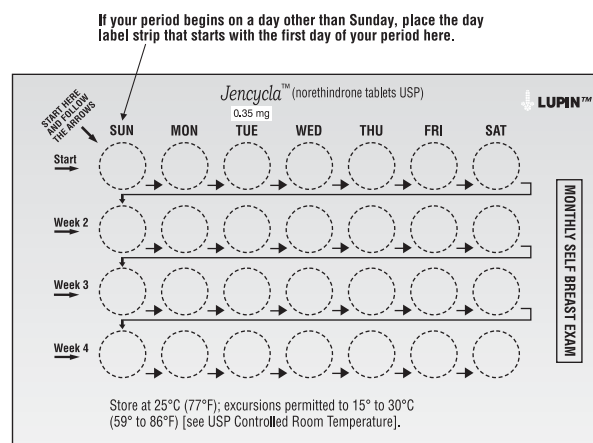 If your period begins on a day other than Sunday, place the day
label strip that starts with the first day of your period here.
START HERE
AND FOLLOW
THE ARROWS
Jencycla™ (norethindrone tablets USP)
0.35 mg
LUPIN™
SUN MON TUE WED THU FRI SAT
Start
Week 2
Week 3
Week 4
MONTHLY SELF BREAST EXAM
Store at 25°C (77°F); excursions permitted to 15° to 30°C
(59° to 86°F) [see USP Controlled Room Temperature].